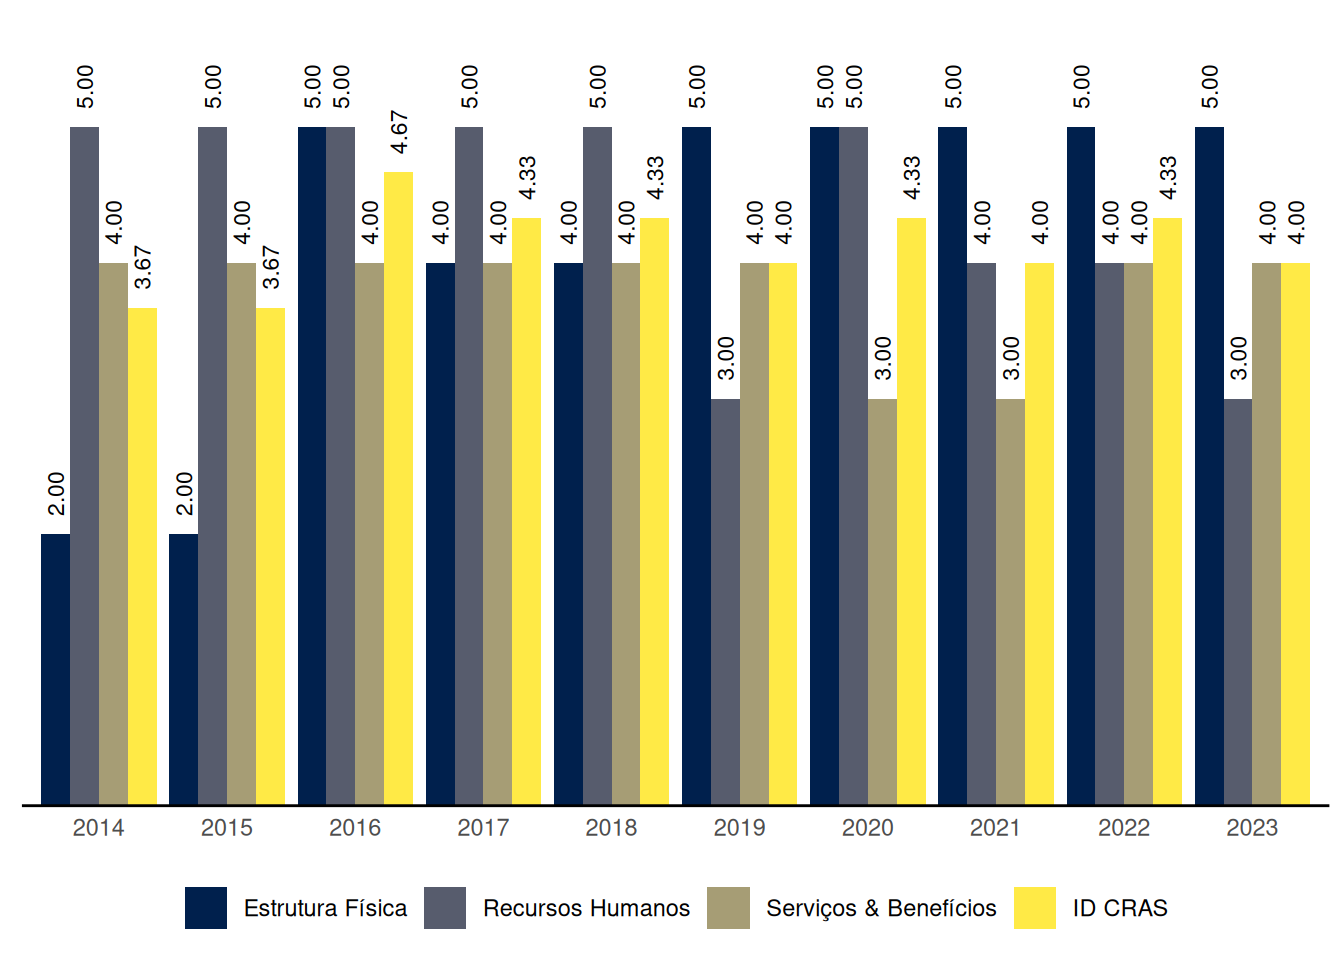 2.00 5.00 4.00 3.67
2.00 5.00 4.00 3.67
5.00 5.00 4.00 4.67
4.00 5.00 4.00 4.33
4.00 5.00 4.00 4.33
5.00 3.00 4.00 4.00
5.00 5.00 3.00 4.33
5.00 4.00 3.00 4.00
5.00 4.00 4.00 4.33
5.00 3.00 4.00 4.00
2014 2015 2016 2017 2018 2019 2020 2021 2022 2023
Estrutura Física Recursos Humanos Serviços & Benefícios ID CRAS